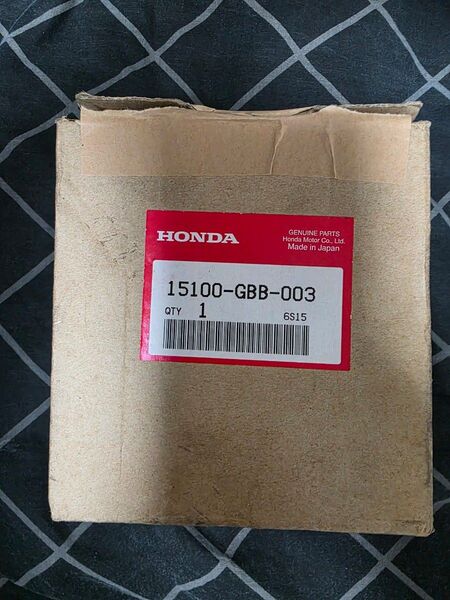 HONDA
GENUINE PARTS
Honda Motor Co., Ltd.
Made in Japan
15100-GBB-003
QTY 1 6S15